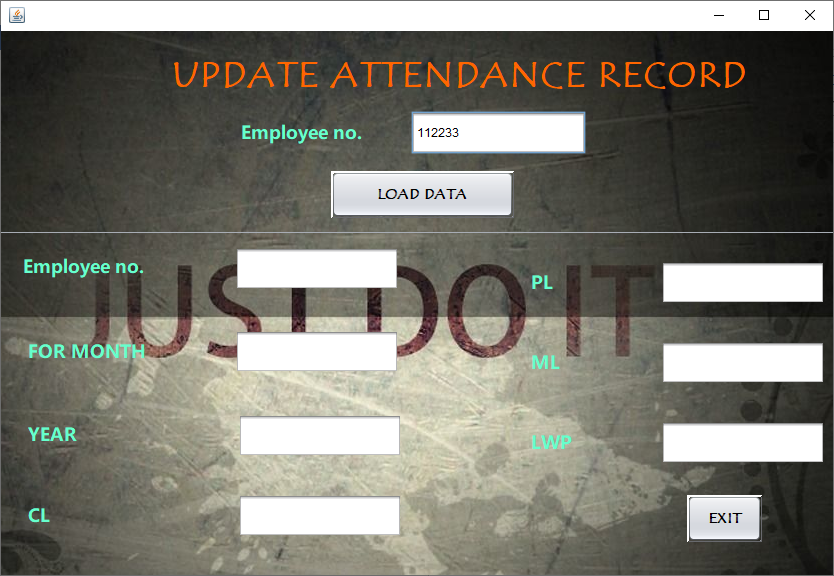 UPDATE ATTENDANCE RECORD
Employee no.
112233
LOAD DATA
Employee no.
PL
JUST DO IT
FOR MONTH
ML
YEAR
LWP
CL
EXIT